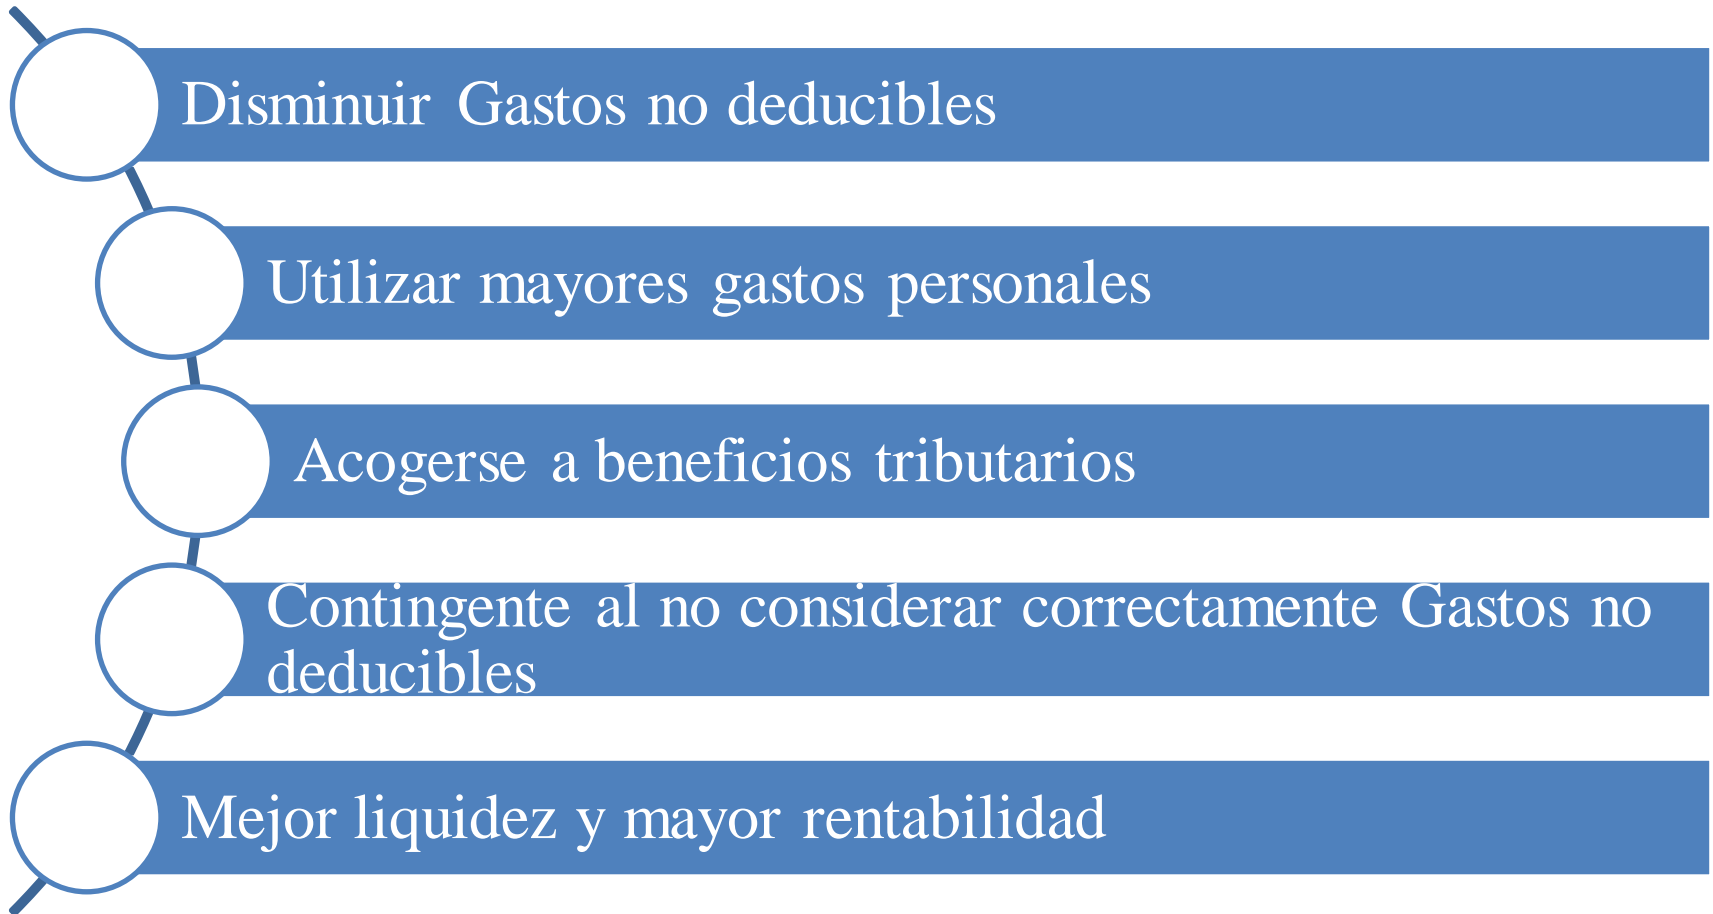 Disminuir Gastos no deducibles
Utilizar mayores gastos personales
Acogerse a beneficios tributarios
Contingente al no considerar correctamente Gastos no
deducibles
Mejor liquidez y mayor rentabilidad